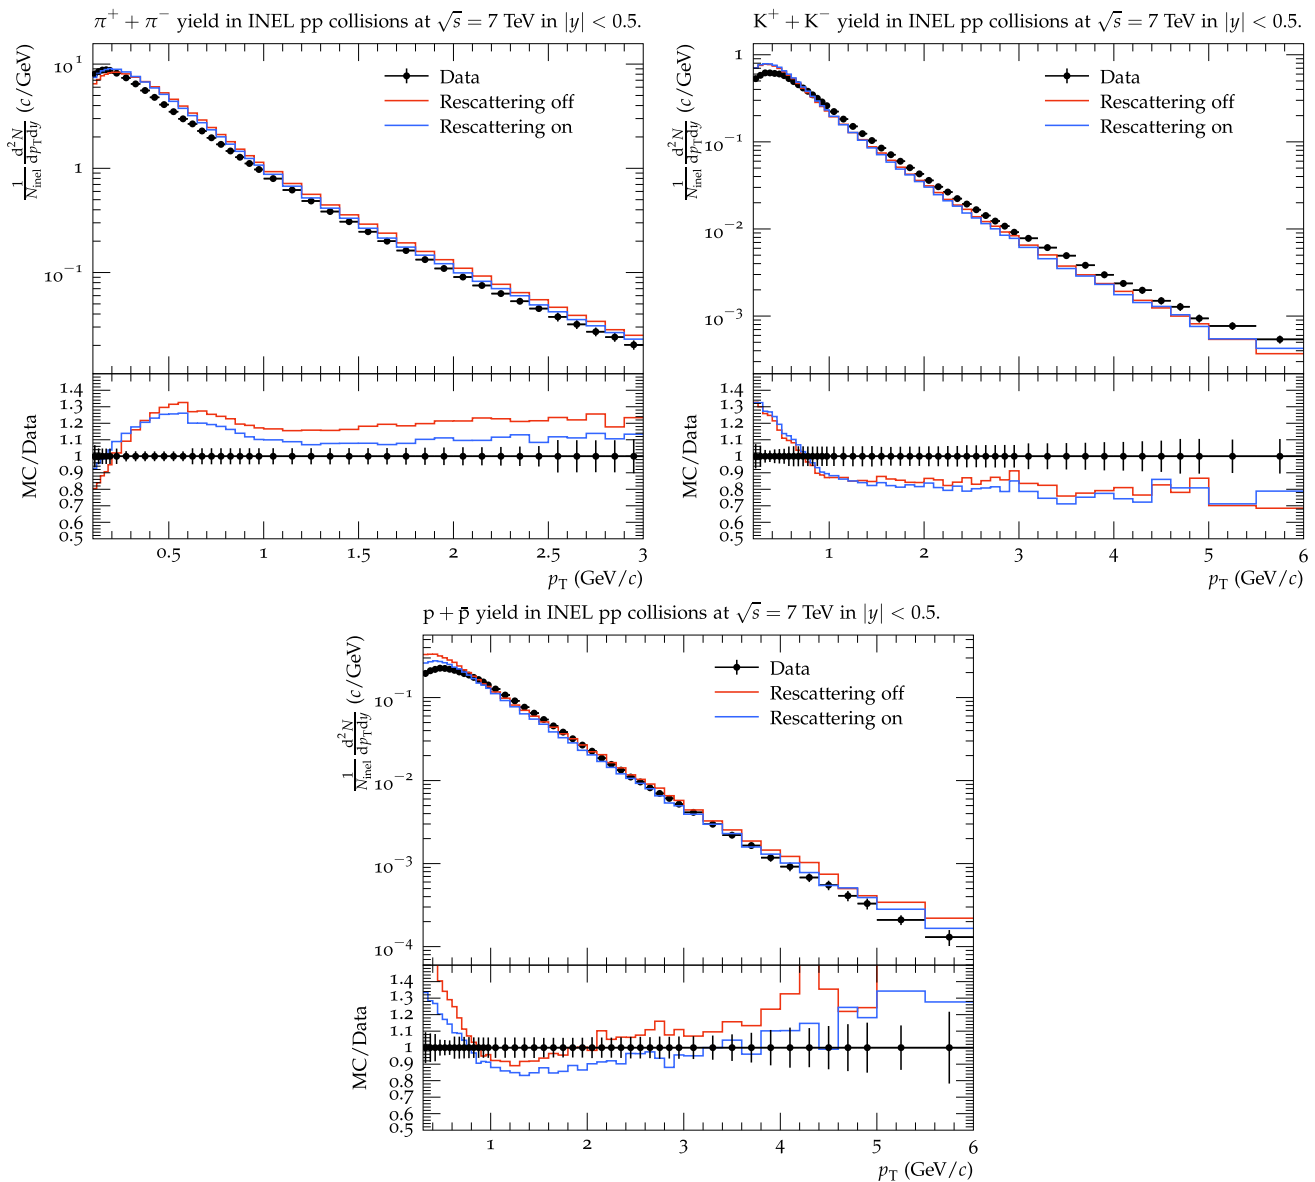 π⁺ + π⁻ yield in INEL pp collisions at √s = 7 TeV in |y| < 0.5.
1/N_inel d²N/dp_Tdy (c/GeV)
10¹
1
10⁻¹
Data
Rescattering off
Rescattering on
MC/Data
1.4
1.3
1.2
1.1
1
0.9
0.8
0.7
0.6
0.5
0.5 1 1.5 2 2.5 3
p_T (GeV/c)
K⁺ + K⁻ yield in INEL pp collisions at √s = 7 TeV in |y| < 0.5.
1/N_inel d²N/dp_Tdy (c/GeV)
1
10⁻¹
10⁻²
10⁻³
Data
Rescattering off
Rescattering on
MC/Data
1.4
1.3
1.2
1.1
1
0.9
0.8
0.7
0.6
0.5
1 2 3 4 5 6
p_T (GeV/c)
p + p̄ yield in INEL pp collisions at √s = 7 TeV in |y| < 0.5.
1/N_inel d²N/dp_Tdy (c/GeV)
10⁻¹
10⁻²
10⁻³
10⁻⁴
Data
Rescattering off
Rescattering on
MC/Data
1.4
1.3
1.2
1.1
1
0.9
0.8
0.7
0.6
0.5
1 2 3 4 5 6
p_T (GeV/c)